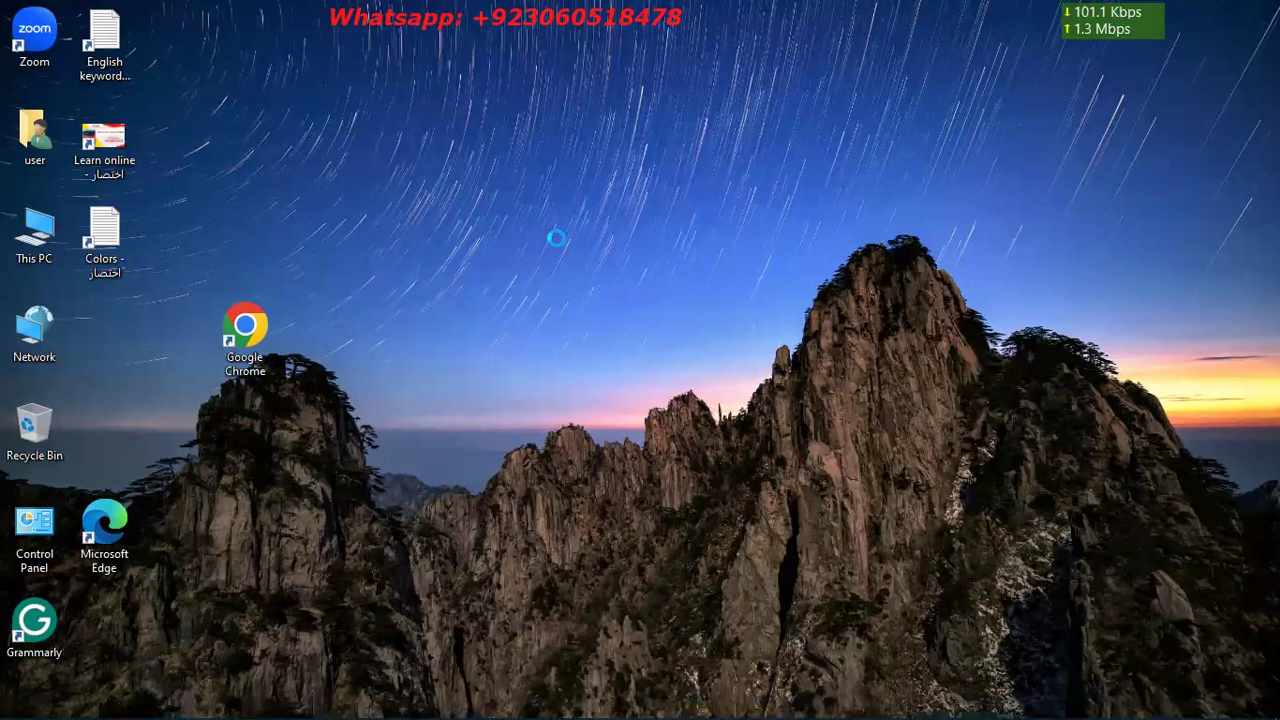 Whatsapp: +923060518478
↓ 101.1 Kbps
↑ 1.3 Mbps
zoom
Zoom
English
keyword...
user
Learn online
اختصار -
This PC
Colors -
اختصار
Network
Google
Chrome
Recycle Bin
Control
Panel
Microsoft
Edge
Grammarly